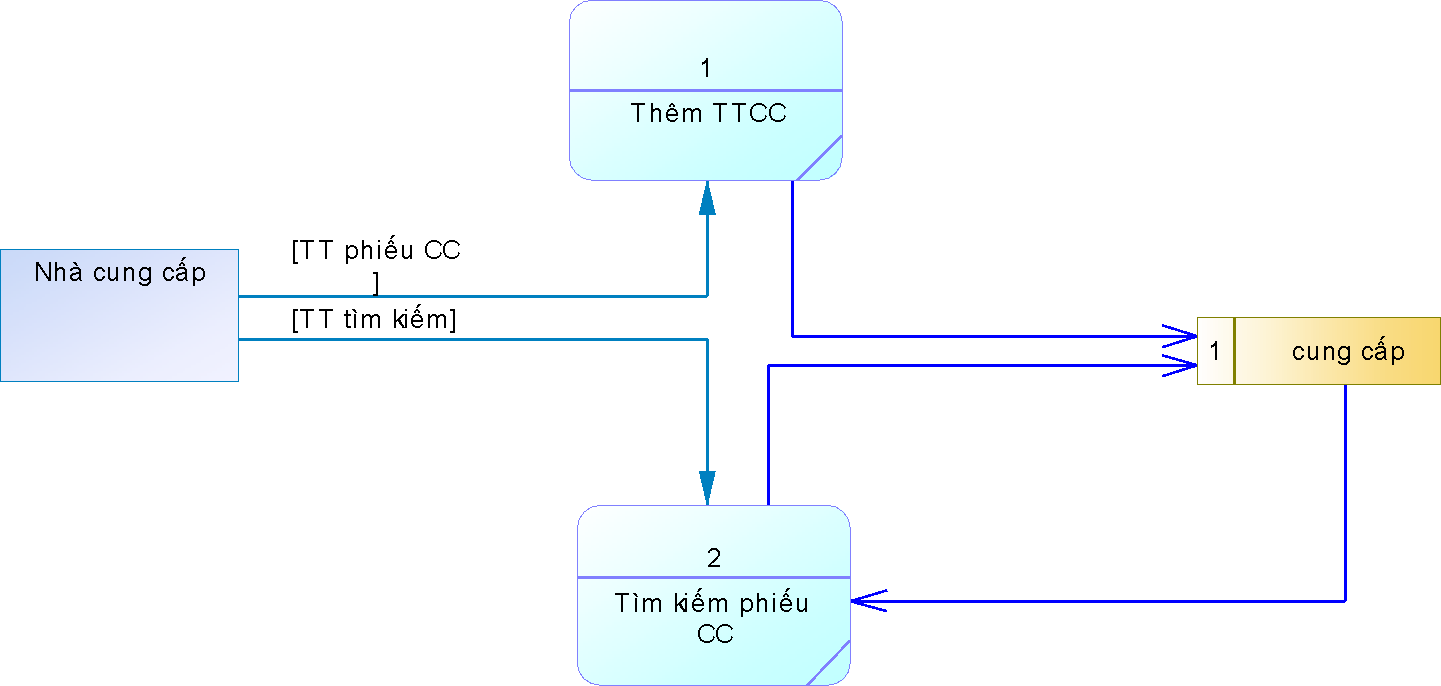 1
Thêm TTCC
[TT phiếu CC
]
Nhà cung cấp
[TT tìm kiếm]
1
cung cấp
2
Tìm kiếm phiếu
CC